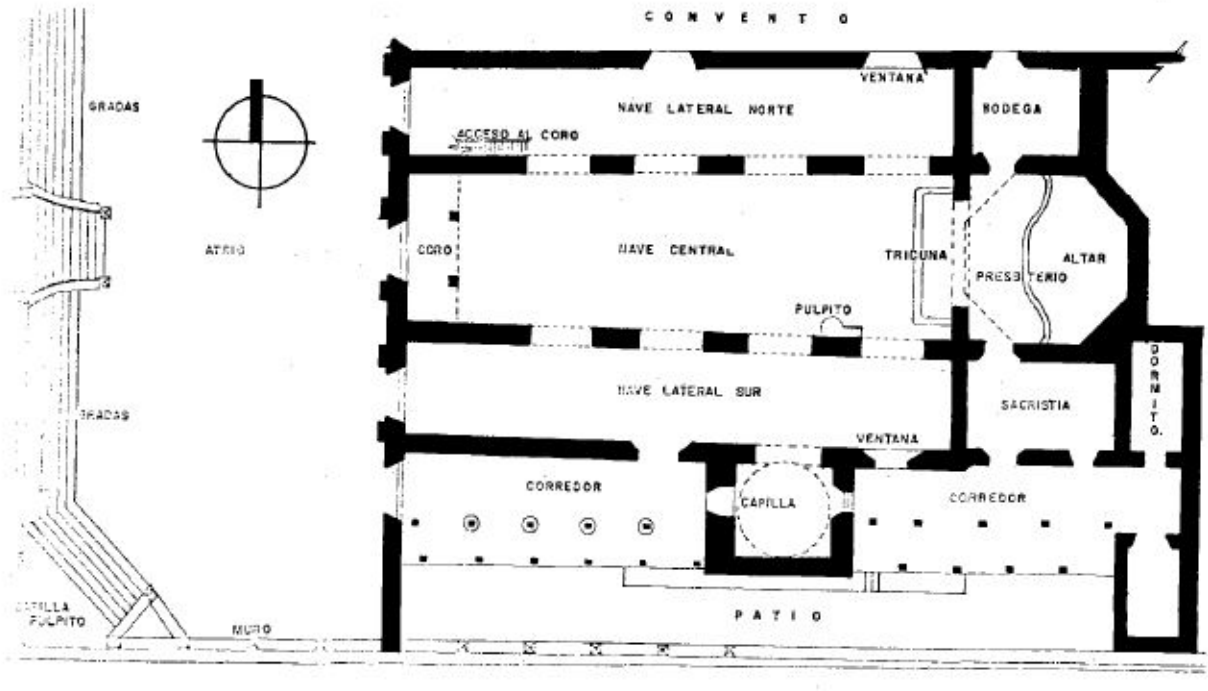 CONVENTO
VENTANA
GRADAS
NAVE LATERAL NORTE
BODEGA
ACCESO AL CORO
ATRIO
CORO
NAVE CENTRAL
TRICUNA
ALTAR
PRESBITERIO
PULPITO
DORMITO.
NAVE LATERAL SUR
SACRISTIA
GRADAS
VENTANA
CORREDOR
CAPILLA
CORREDOR
CAPILLA
PULPITO
MURO
PATIO